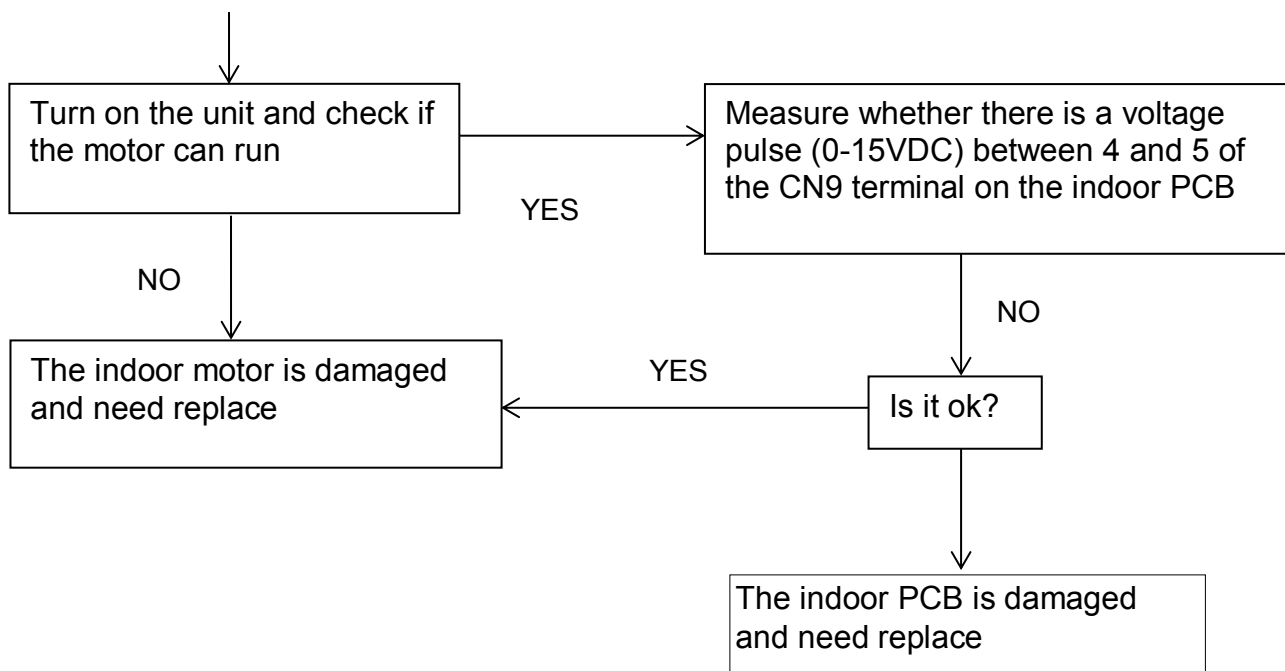 Turn on the unit and check if
the motor can run
YES
Measure whether there is a voltage
pulse (0-15VDC) between 4 and 5 of
the CN9 terminal on the indoor PCB
NO
NO
The indoor motor is damaged
and need replace
YES
Is it ok?
The indoor PCB is damaged
and need replace